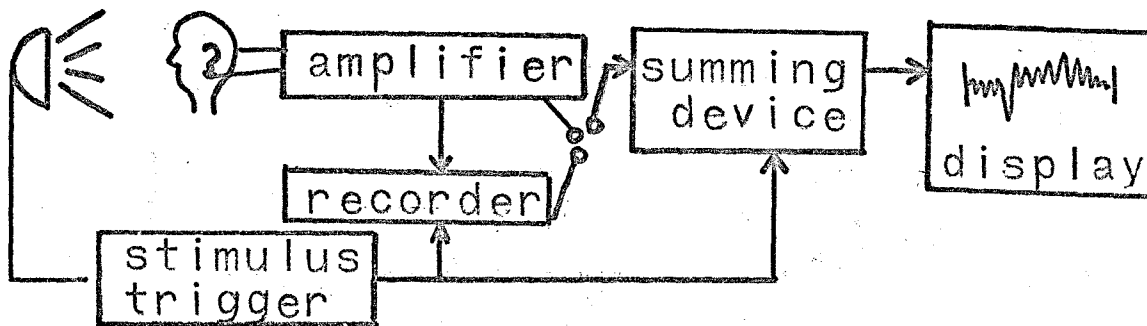 amplifier
summing
device
display
recorder
stimulus
trigger